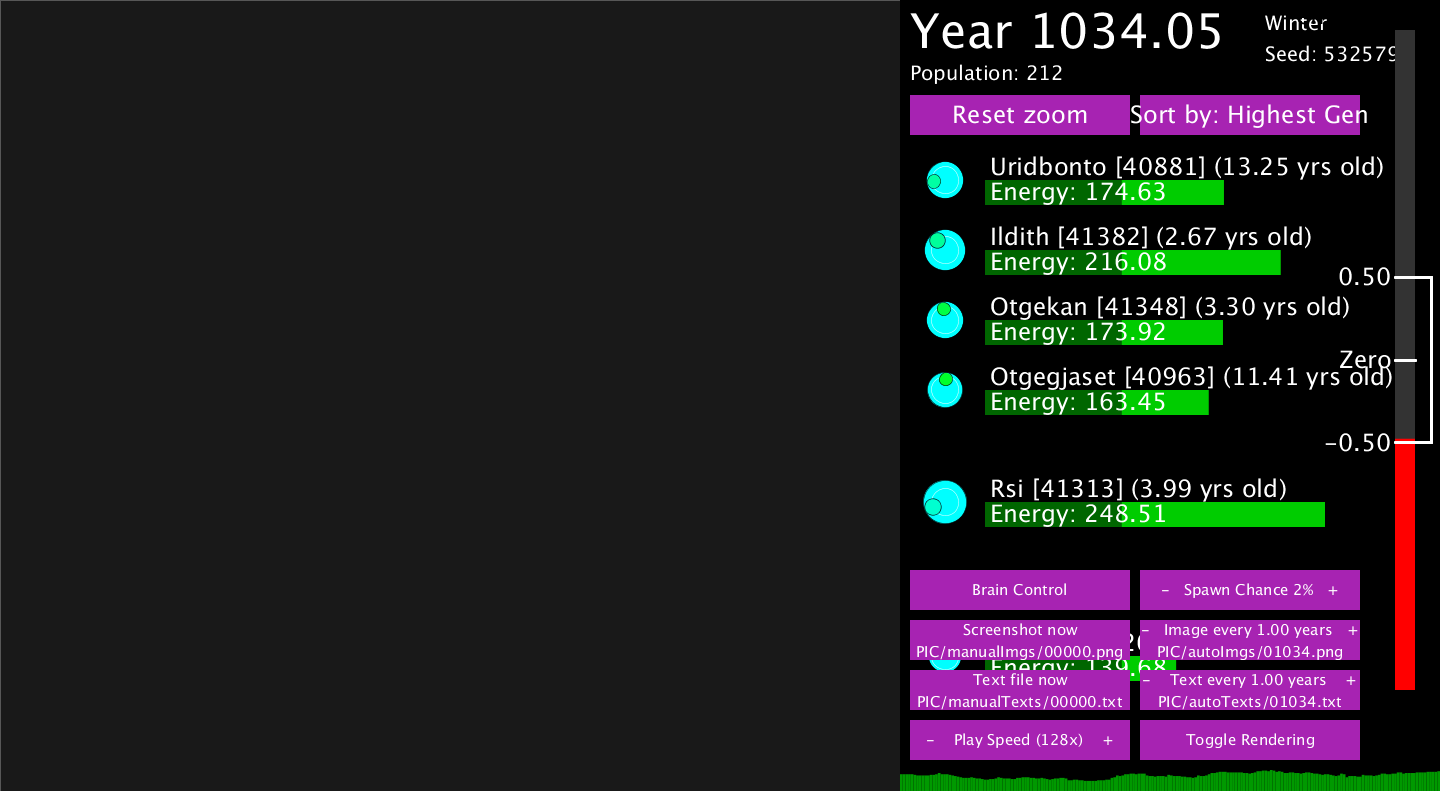 Year 1034.05
Winter
Seed: 532579
Population: 212
Reset zoom
Sort by: Highest Gen
Uridbonto [40881] (13.25 yrs old)
Energy: 174.63
Ildith [41382] (2.67 yrs old)
Energy: 216.08
0.50
Otgekan [41348] (3.30 yrs old)
Energy: 173.92
Zero
Otgegjaset [40963] (11.41 yrs old)
Energy: 163.45
-0.50
Rsi [41313] (3.99 yrs old)
Energy: 248.51
Brain Control
- Spawn Chance 2% +
Screenshot now
PIC/manualImgs/00000.png
- Image every 1.00 years +
PIC/autoImgs/01034.png
Energy: 139.68
Text file now
PIC/manualTexts/00000.txt
- Text every 1.00 years +
PIC/autoTexts/01034.txt
- Play Speed (128x) +
Toggle Rendering